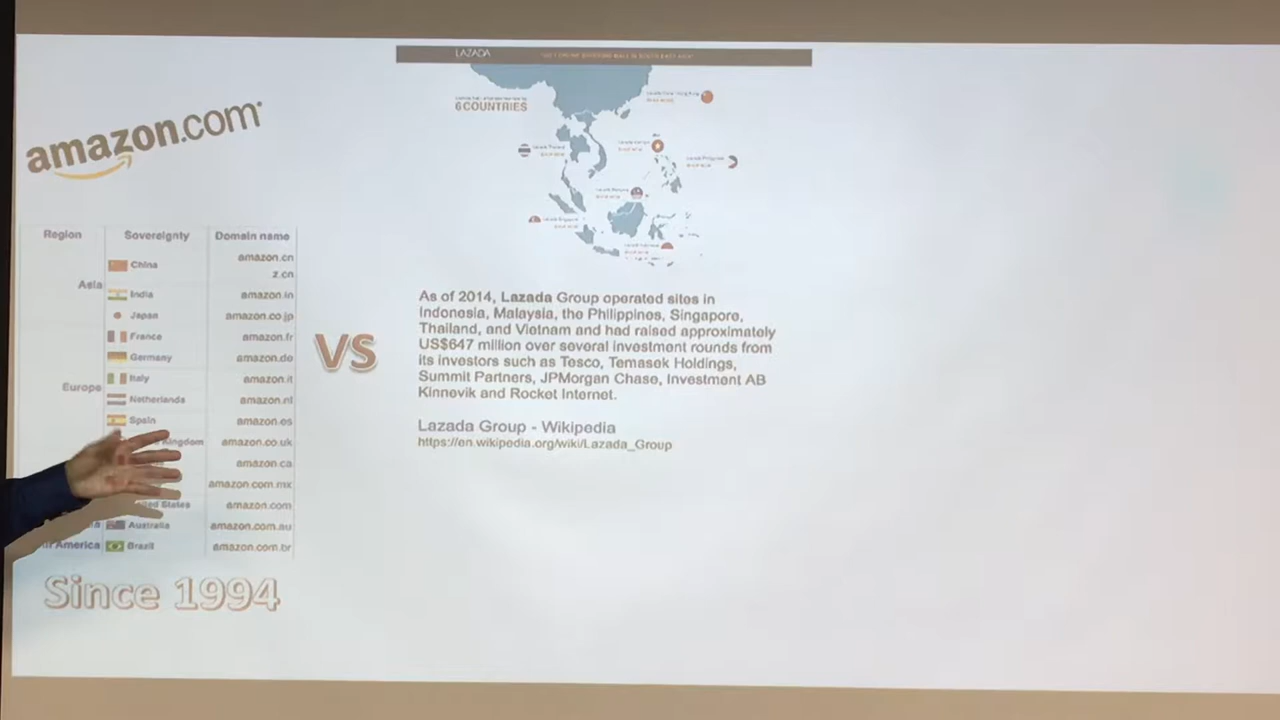 amazon.com
Region Sovereignty Domain name
Asia
China amazon.cn
z.cn
India amazon.in
Japan amazon.co.jp
Europe
France amazon.fr
Germany amazon.de
Italy amazon.it
Netherlands amazon.nl
Spain amazon.es
Kingdom amazon.co.uk
amazon.ca
amazon.com.mx
States amazon.com
Australia amazon.com.au
America Brazil amazon.com.br
Since 1994
VS
LAZADA
6 COUNTRIES
As of 2014, Lazada Group operated sites in
Indonesia, Malaysia, the Philippines, Singapore,
Thailand, and Vietnam and had raised approximately
US$647 million over several investment rounds from
its investors such as Tesco, Temasek Holdings,
Summit Partners, JPMorgan Chase, Investment AB
Kinnevik and Rocket Internet.
Lazada Group - Wikipedia
https://en.wikipedia.org/wiki/Lazada_Group